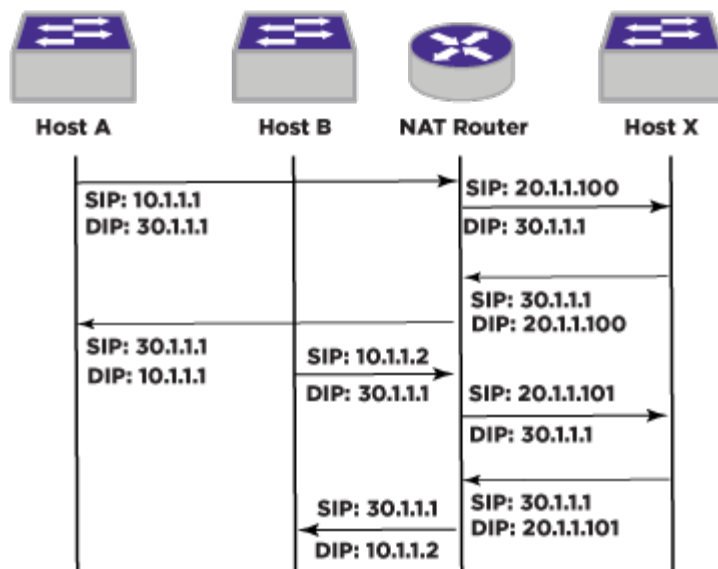 Host A
Host B
NAT Router
Host X
SIP: 10.1.1.1
DIP: 30.1.1.1
SIP: 20.1.1.100
DIP: 30.1.1.1
SIP: 30.1.1.1
DIP: 20.1.1.100
SIP: 30.1.1.1
DIP: 10.1.1.1
SIP: 10.1.1.2
DIP: 30.1.1.1
SIP: 20.1.1.101
DIP: 30.1.1.1
SIP: 30.1.1.1
DIP: 20.1.1.101
SIP: 30.1.1.1
DIP: 10.1.1.2